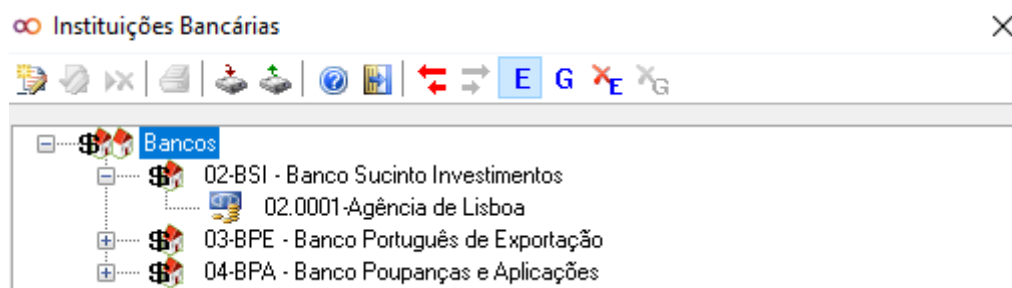 Instituições Bancárias
E G E G
Bancos
02-BSI - Banco Sucinto Investimentos
02.0001-Agência de Lisboa
03-BPE - Banco Português de Exportação
04-BPA - Banco Poupanças e Aplicações